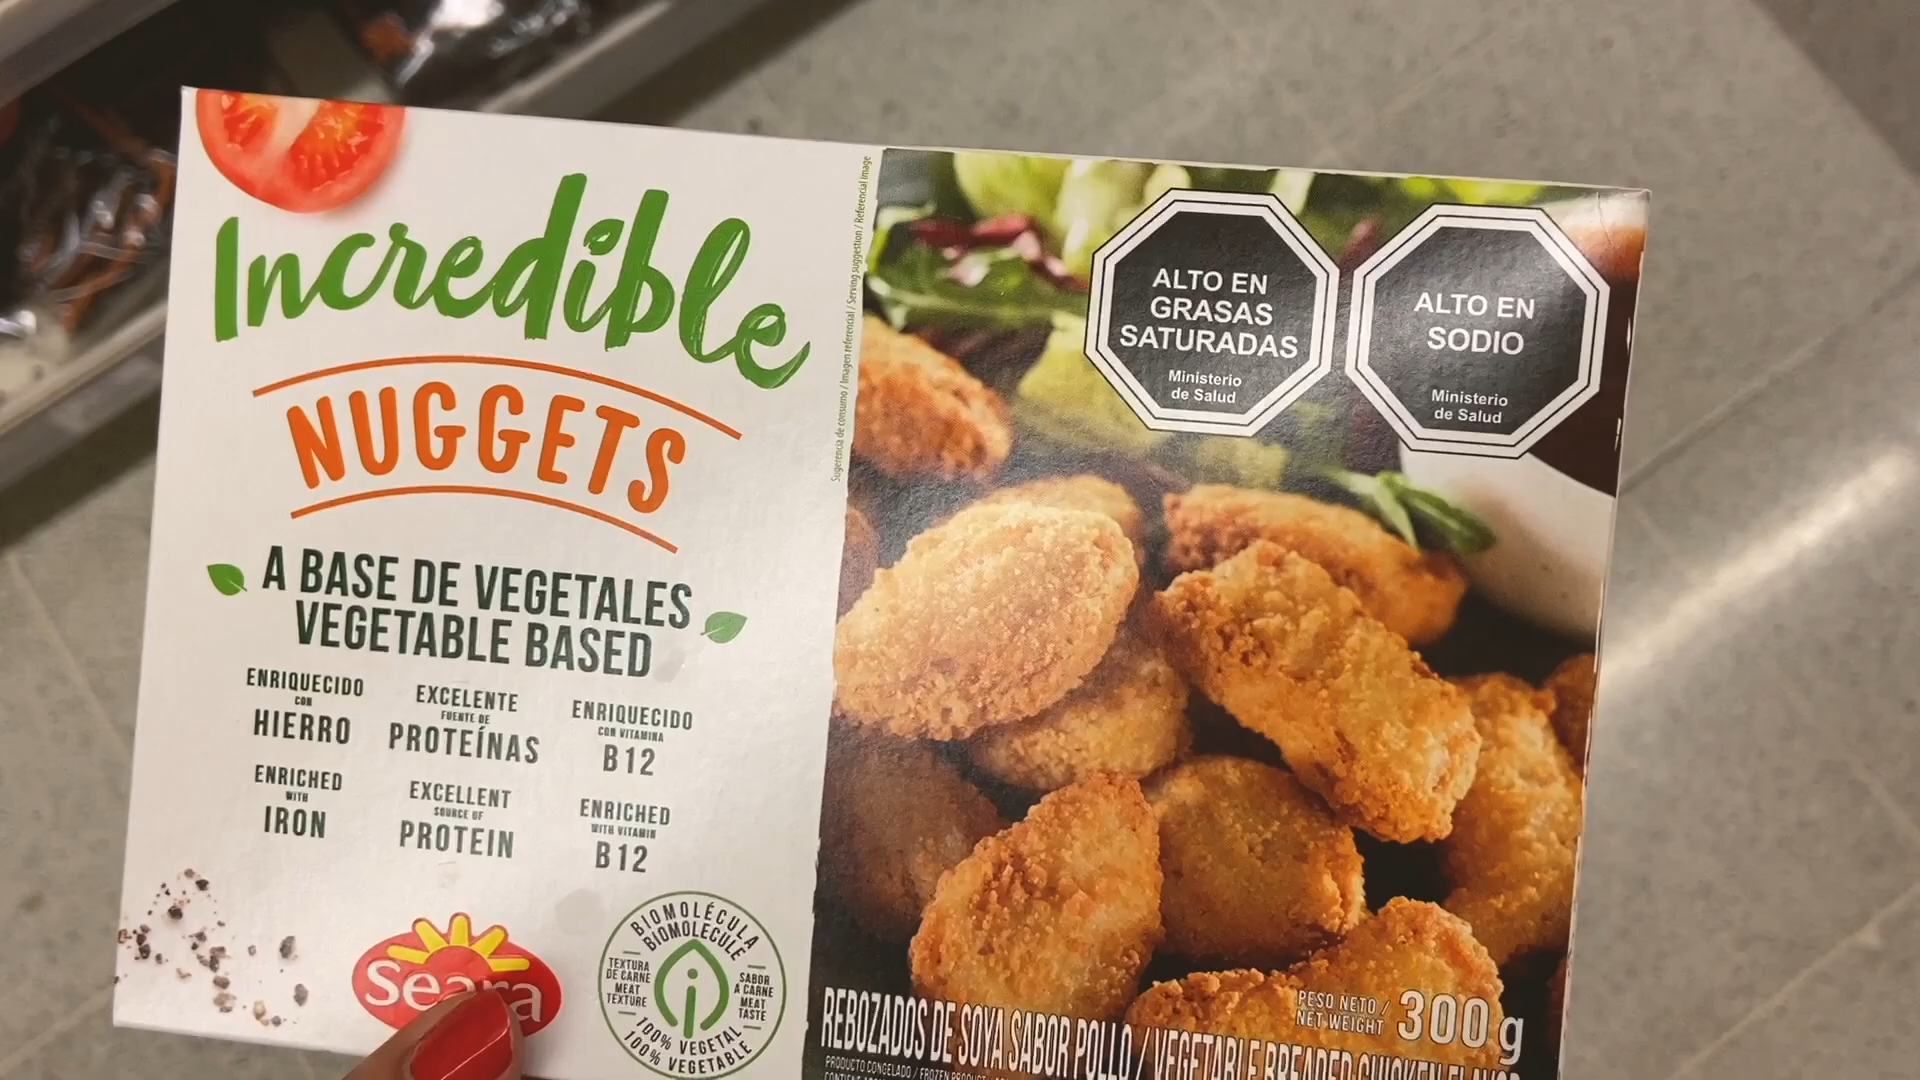 Incredible
NUGGETS
A BASE DE VEGETALES
VEGETABLE BASED
ENRIQUECIDO
CON
HIERRO
EXCELENTE
FUENTE DE
PROTEÍNAS
ENRIQUECIDO
CON VITAMINA
B12
ENRICHED
WITH
IRON
EXCELLENT
SOURCE OF
PROTEIN
ENRICHED
WITH VITAMIN
B12
Seara
BIOMOLÉCULA
BIOMOLECULE
TEXTURA
DE CARNE
MEAT
TEXTURE
SABOR
A CARNE
MEAT
TASTE
100% VEGETAL
100% VEGETABLE
Sugerencia de consumo / Imagen referencial / Serving suggestion / Referencial image
ALTO EN
GRASAS
SATURADAS
Ministerio
de Salud
ALTO EN
SODIO
Ministerio
de Salud
PESO NETO /
NET WEIGHT
300 g
REBOZADOS DE SOYA SABOR POLLO / VEGETABLE BREADED CHICKEN FLAVOR
PRODUCTO CONGELADO / FROZEN PRODUCT